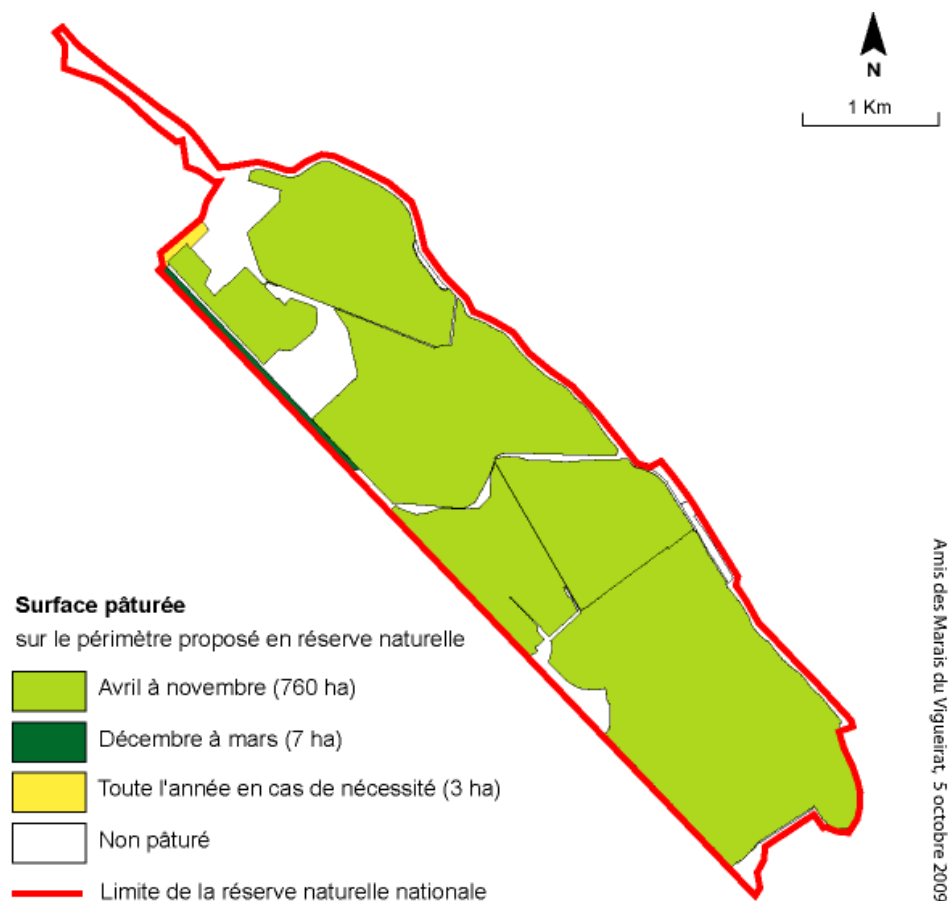 N
1 Km
Surface pâturée
sur le périmètre proposé en réserve naturelle
Avril à novembre (760 ha)
Décembre à mars (7 ha)
Toute l'année en cas de nécessité (3 ha)
Non pâturé
Limite de la réserve naturelle nationale
Amis des Marais du Vigueirat, 5 octobre 2009